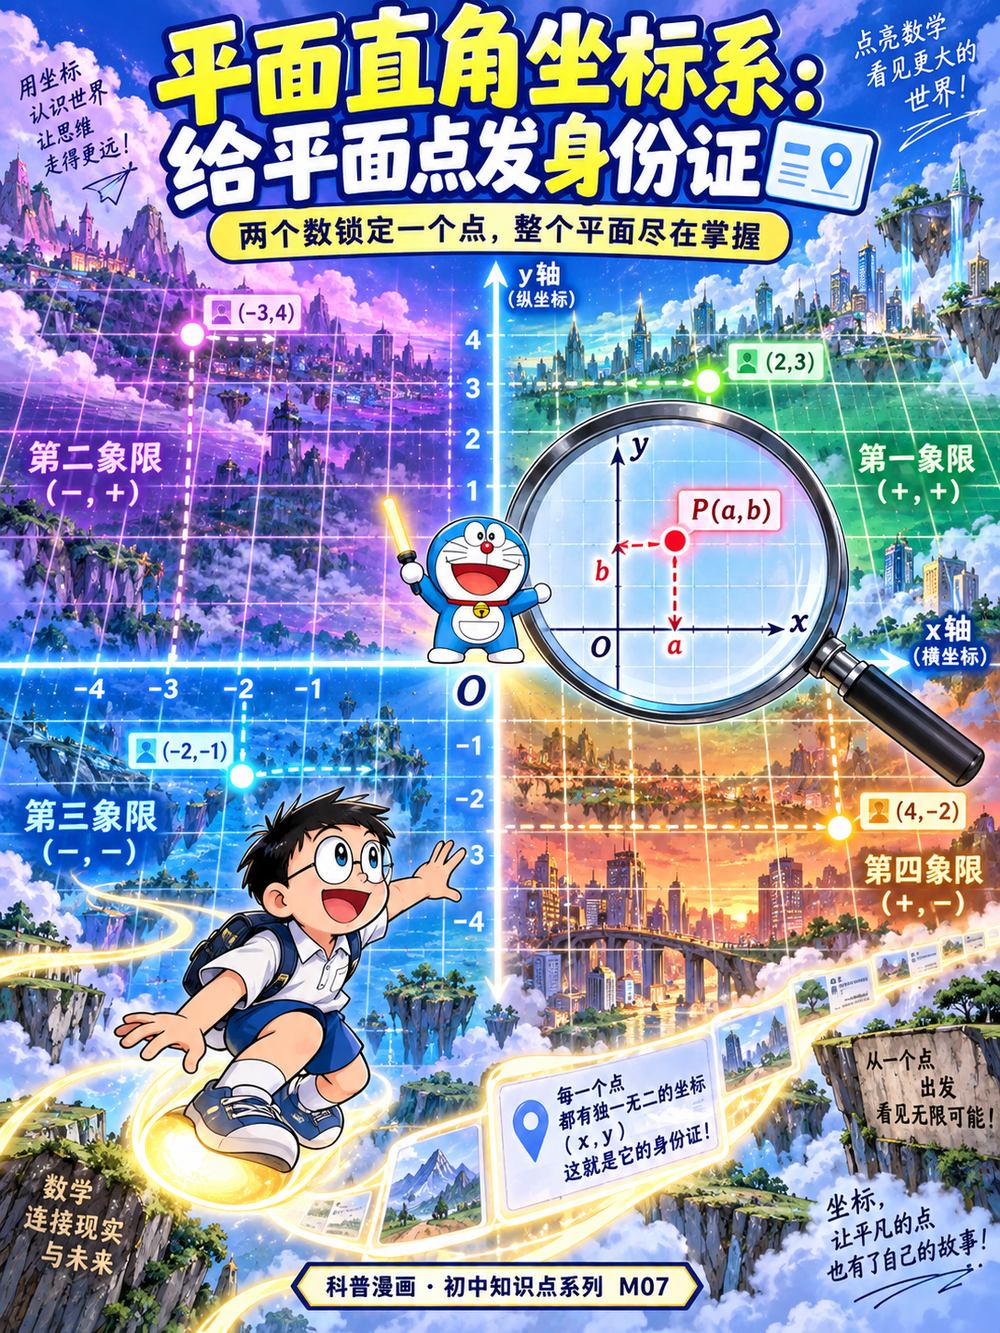 平面直角坐标系：
给平面点发身份证
两个数锁定一个点，整个平面尽在掌握
用坐标
认识世界
让思维
走得更远！
点亮数学
看见更大的
世界！
y轴
(纵坐标)
(-3,4)
(2,3)
4
3
2
1
第二象限
(-,+)
第一象限
(+,+)
y
P(a,b)
b
O
a
x
x轴
(横坐标)
-4
-3
-2
-1
O
(-2,-1)
-1
-2
3
-4
(4,-2)
第三象限
(-,-)
第四象限
(+,-)
每一个点
都有独一无二的坐标
(x,y)
这就是它的身份证！
从一个点
出发
看见无限可能！
数学
连接现实
与未来
坐标，
让平凡的点
也有了自己的故事！
科普漫画·初中知识点系列 M07